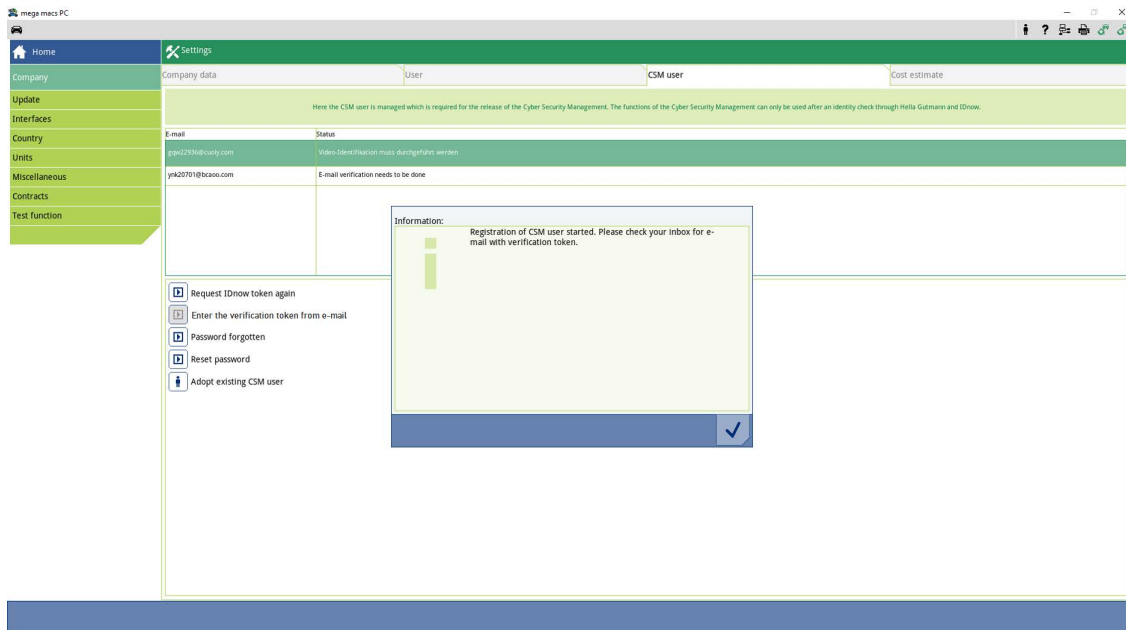 mega macs PC
Home
Settings
Company
Company data
User
CSM user
Cost estimate
Update
Interfaces
Country
Units
Miscellaneous
Contracts
Test function
Here the CSM user is managed which is required for the release of the Cyber Security Management. The functions of the Cyber Security Management can only be used after an identity check through Hella Gutmann and IDnow.
E-mail
Status
gqw22936@cuoly.com
Video-Identifikation muss durchgeführt werden
ynk20701@bcaoo.com
E-mail verification needs to be done
Information:
Registration of CSM user started. Please check your inbox for e-
mail with verification token.
Request IDnow token again
Enter the verification token from e-mail
Password forgotten
Reset password
Adopt existing CSM user